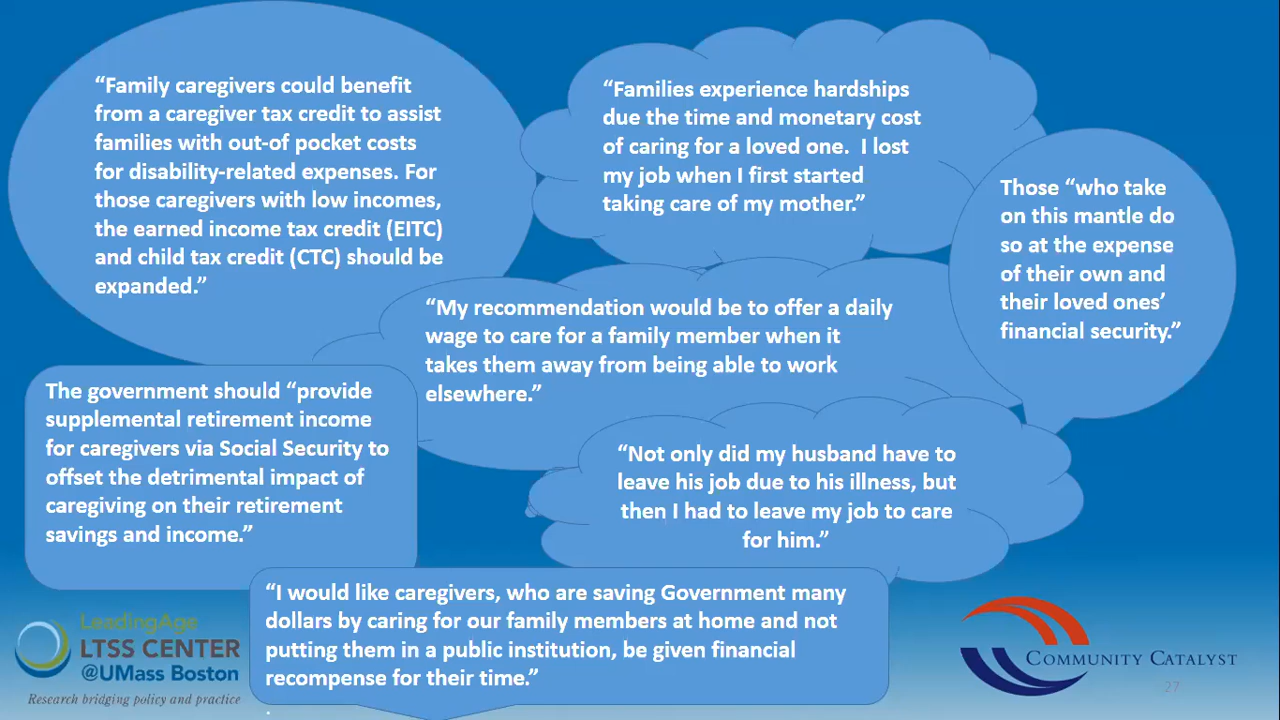 “Family caregivers could benefit
from a caregiver tax credit to assist
families with out-of pocket costs
for disability-related expenses. For
those caregivers with low incomes,
the earned income tax credit (EITC)
and child tax credit (CTC) should be
expanded.”
“Families experience hardships
due the time and monetary cost
of caring for a loved one.  I lost
my job when I first started
taking care of my mother.”
Those “who take
on this mantle do
so at the expense
of their own and
their loved ones’
financial security.”
“My recommendation would be to offer a daily
wage to care for a family member when it
takes them away from being able to work
elsewhere.”
The government should “provide
supplemental retirement income
for caregivers via Social Security to
offset the detrimental impact of
caregiving on their retirement
savings and income.”
“Not only did my husband have to
leave his job due to his illness, but
then I had to leave my job to care
for him.”
“I would like caregivers, who are saving Government many
dollars by caring for our family members at home and not
putting them in a public institution, be given financial
recompense for their time.”
.
LeadingAge
LTSS CENTER
@UMass Boston
Research bridging policy and practice
COMMUNITY CATALYST
27